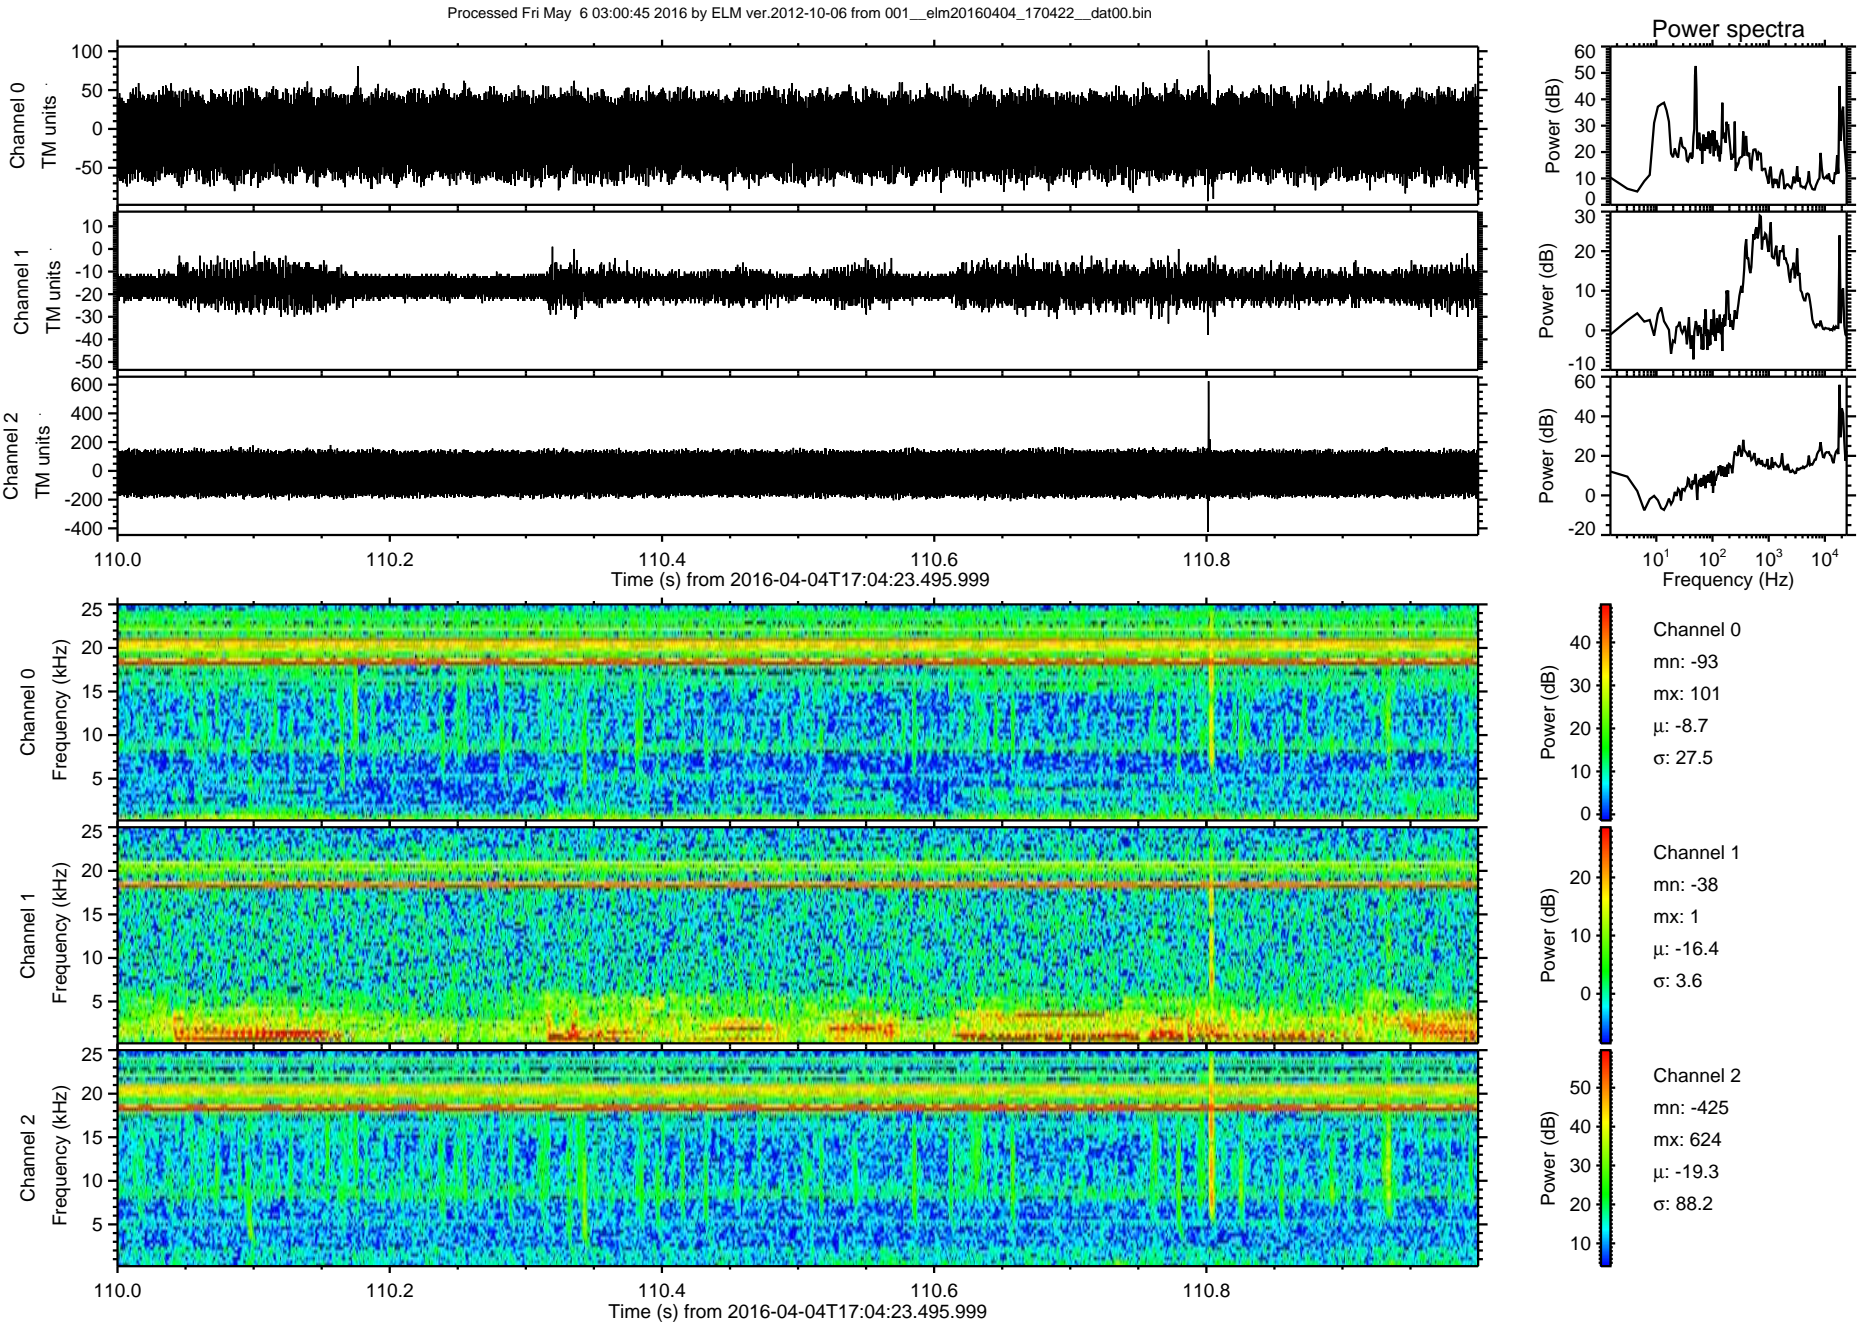 Processed Fri May  6 03:00:45 2016 by ELM ver.2012-10-06 from 001__elm20160404_170422__dat00.bin
Power spectra
Channel 0
TM units
100
50
0
-50
Power (dB)
60
50
40
30
20
10
0
Channel 1
TM units
10
0
-10
-20
-30
-40
-50
Power (dB)
30
20
10
0
-10
Channel 2
TM units
600
400
200
0
-200
-400
Power (dB)
60
40
20
0
-20
110.0 110.2 110.4 110.6 110.8
Time (s) from 2016-04-04T17:04:23.495.999
10¹ 10² 10³ 10⁴
Frequency (Hz)
Channel 0
Frequency (kHz)
25
20
15
10
5
Power (dB)
40
30
20
10
0
Channel 0
mn: -93
mx: 101
μ: -8.7
σ: 27.5
Channel 1
Frequency (kHz)
25
20
15
10
5
Power (dB)
20
10
0
Channel 1
mn: -38
mx: 1
μ: -16.4
σ: 3.6
Channel 2
Frequency (kHz)
25
20
15
10
5
Power (dB)
50
40
30
20
10
Channel 2
mn: -425
mx: 624
μ: -19.3
σ: 88.2
110.0 110.2 110.4 110.6 110.8
Time (s) from 2016-04-04T17:04:23.495.999